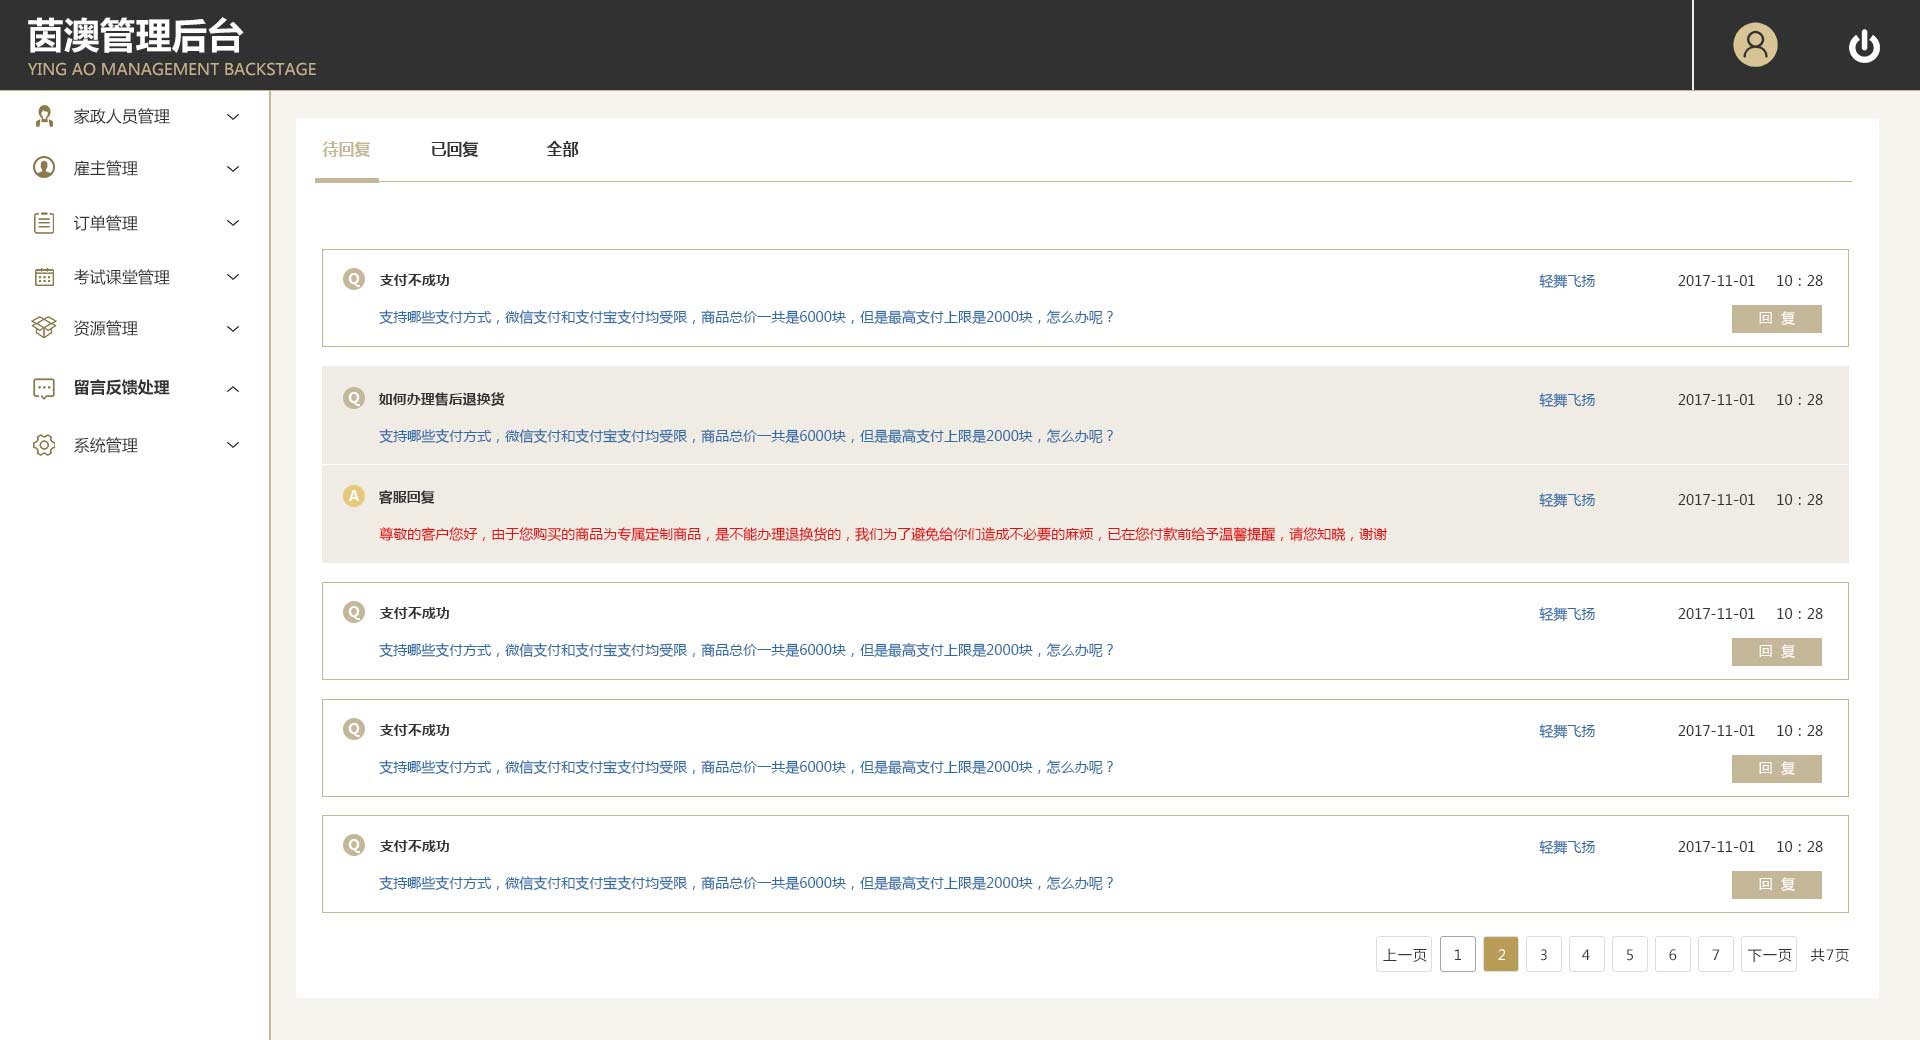 茵澳管理后台
YING AO MANAGEMENT BACKSTAGE
家政人员管理
雇主管理
订单管理
考试课堂管理
资源管理
留言反馈处理
系统管理
待回复 已回复 全部
Q 支付不成功 轻舞飞扬 2017-11-01 10：28
支持哪些支付方式，微信支付和支付宝支付均受限，商品总价一共是6000块，但是最高支付上限是2000块，怎么办呢？
回 复
Q 如何办理售后退换货 轻舞飞扬 2017-11-01 10：28
支持哪些支付方式，微信支付和支付宝支付均受限，商品总价一共是6000块，但是最高支付上限是2000块，怎么办呢？
A 客服回复 轻舞飞扬 2017-11-01 10：28
尊敬的客户您好，由于您购买的商品为专属定制商品，是不能办理退换货的，我们为了避免给你们造成不必要的麻烦，已在您付款前给予温馨提醒，请您知晓，谢谢
Q 支付不成功 轻舞飞扬 2017-11-01 10：28
支持哪些支付方式，微信支付和支付宝支付均受限，商品总价一共是6000块，但是最高支付上限是2000块，怎么办呢？
回 复
Q 支付不成功 轻舞飞扬 2017-11-01 10：28
支持哪些支付方式，微信支付和支付宝支付均受限，商品总价一共是6000块，但是最高支付上限是2000块，怎么办呢？
回 复
Q 支付不成功 轻舞飞扬 2017-11-01 10：28
支持哪些支付方式，微信支付和支付宝支付均受限，商品总价一共是6000块，但是最高支付上限是2000块，怎么办呢？
回 复
上一页 1 2 3 4 5 6 7 下一页 共7页